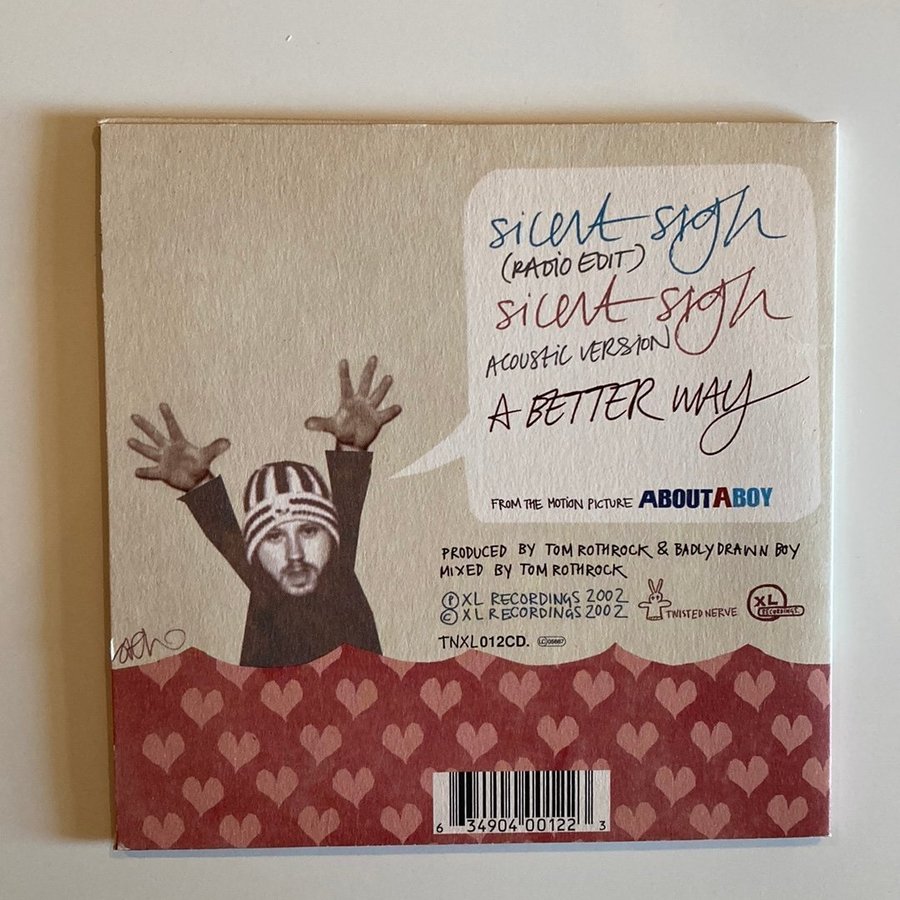 silent sigh
(RADIO EDIT)
silent sigh
ACOUSTIC VERSION
A BETTER WAY
FROM THE MOTION PICTURE ABOUTABOY
PRODUCED BY TOM ROTHROCK & BADLY DRAWN BOY
MIXED BY TOM ROTHROCK
Ⓟ XL RECORDINGS 2002
© XL RECORDINGS 2002
TWISTED NERVE
XL
RECORDINGS
TNXL012CD.
LC 05667
6 34904 00122 3